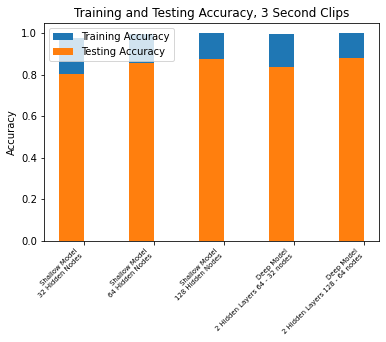 Training and Testing Accuracy, 3 Second Clips
Training Accuracy
Testing Accuracy
Accuracy
1.0
0.8
0.6
0.4
0.2
0.0
Shallow Model
32 Hidden Nodes
Shallow Model
64 Hidden Nodes
Shallow Model
128 Hidden Nodes
Deep Model
2 Hidden Layers 64 - 32 nodes
Deep Model
2 Hidden Layers 128 - 64 nodes